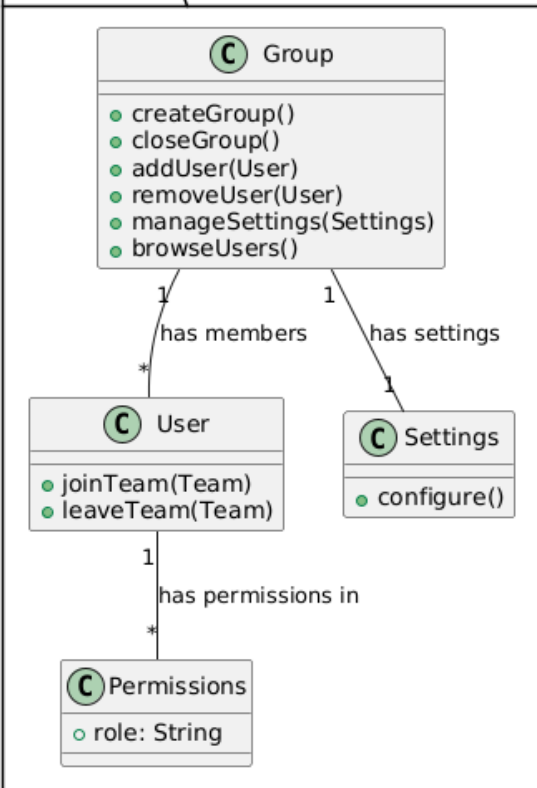 C Group
createGroup()
closeGroup()
addUser(User)
removeUser(User)
manageSettings(Settings)
browseUsers()
1 1
has members has settings
* 1
C User
C Settings
joinTeam(Team)
leaveTeam(Team)
configure()
1
has permissions in
*
C Permissions
role: String